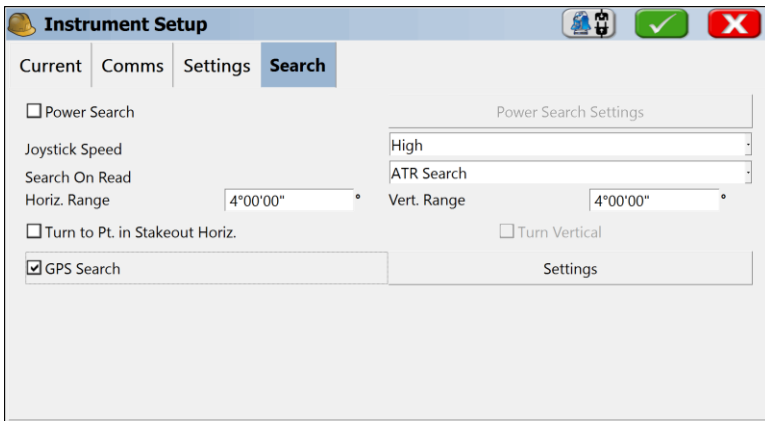 Instrument Setup
Current Comms Settings Search
Power Search Power Search Settings
Joystick Speed High
Search On Read ATR Search
Horiz. Range 4°00'00" ° Vert. Range 4°00'00" °
Turn to Pt. in Stakeout Horiz. Turn Vertical
GPS Search Settings